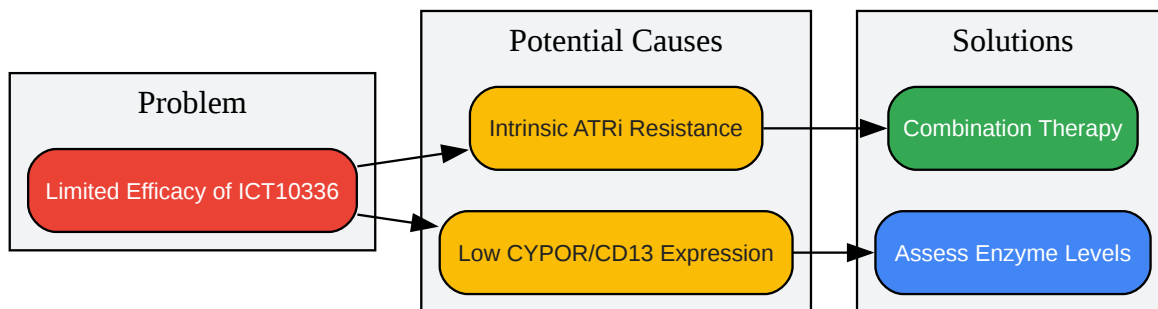 Problem
Limited Efficacy of ICT10336
Potential Causes
Intrinsic ATRi Resistance
Low CYPOR/CD13 Expression
Solutions
Combination Therapy
Assess Enzyme Levels